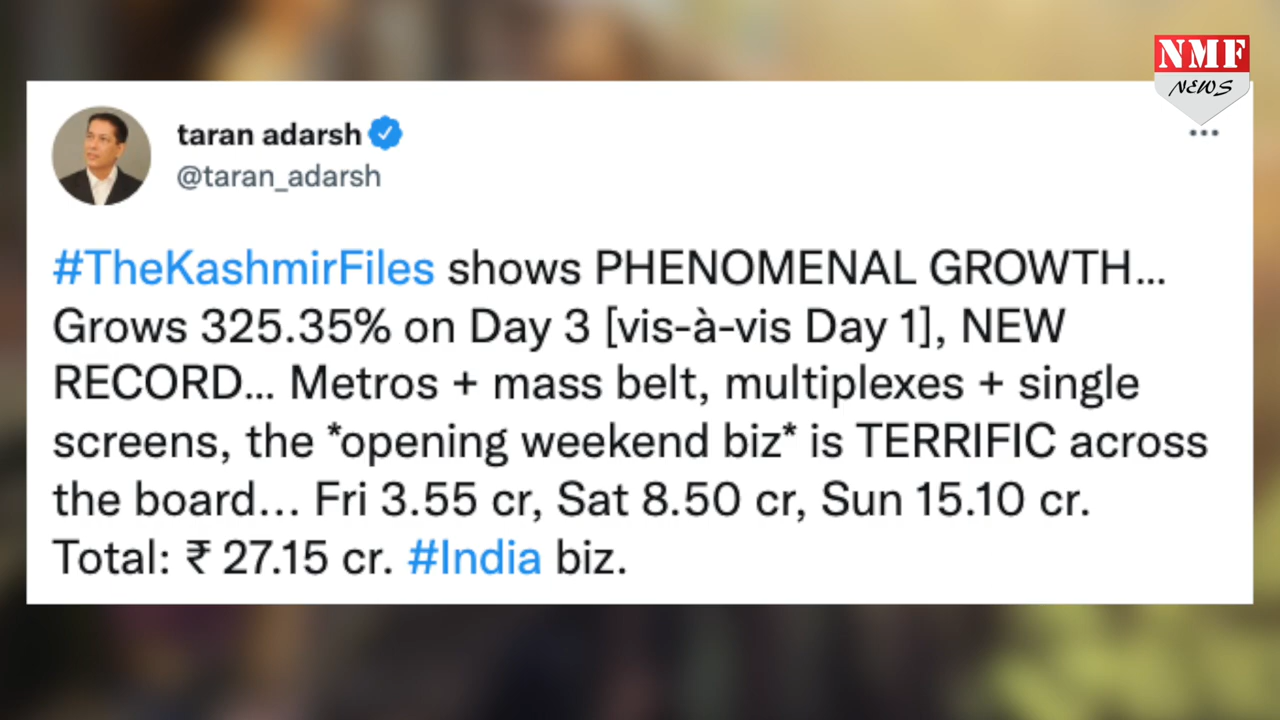 NMF
NEWS
taran adarsh
@taran_adarsh
#TheKashmirFiles shows PHENOMENAL GROWTH...
Grows 325.35% on Day 3 [vis-à-vis Day 1], NEW
RECORD... Metros + mass belt, multiplexes + single
screens, the *opening weekend biz* is TERRIFIC across
the board... Fri 3.55 cr, Sat 8.50 cr, Sun 15.10 cr.
Total: ₹ 27.15 cr. #India biz.